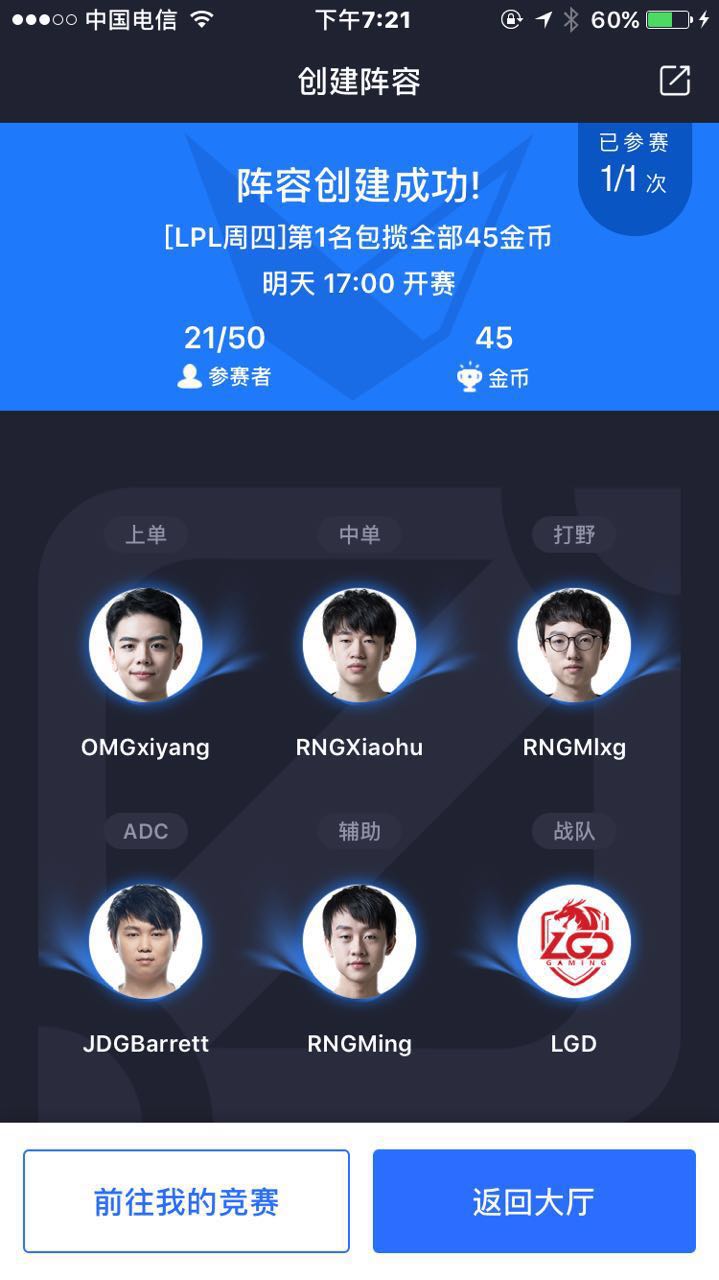 中国电信
下午7:21
60%
创建阵容
已参赛
1/1 次
阵容创建成功!
[LPL周四]第1名包揽全部45金币
明天 17:00 开赛
21/50
45
参赛者
金币
上单
中单
打野
OMGxiyang
RNGXiaohu
RNGMlxg
ADC
辅助
战队
LGD
GAMING
JDGBarrett
RNGMing
LGD
前往我的竞赛
返回大厅